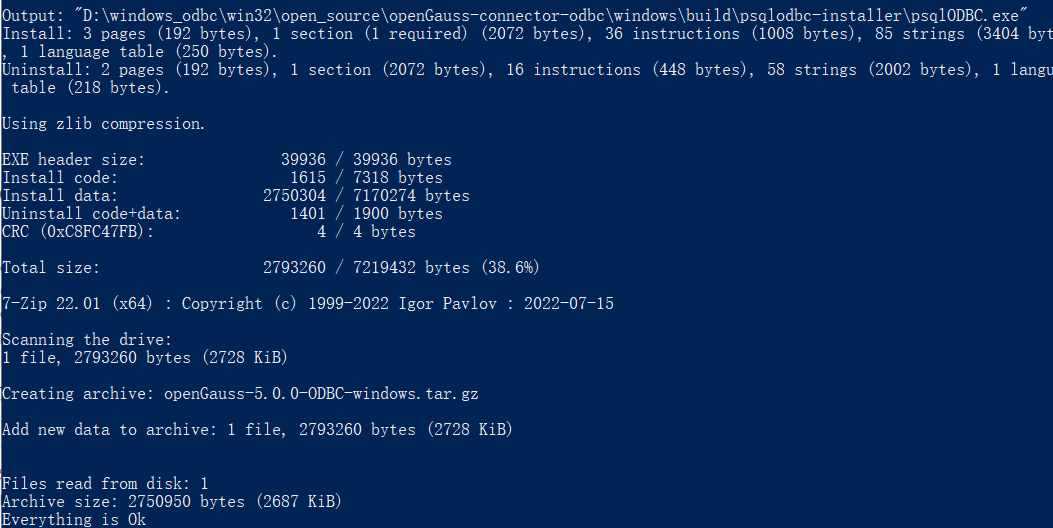 Output: "D:\windows_odbc\win32\open_source\openGauss-connector-odbc\windows\build\psqlodbc-installer\psqlODBC.exe"
Install: 3 pages (192 bytes), 1 section (1 required) (2072 bytes), 36 instructions (1008 bytes), 85 strings (3404 byt
, 1 language table (250 bytes).
Uninstall: 2 pages (192 bytes), 1 section (2072 bytes), 16 instructions (448 bytes), 58 strings (2002 bytes), 1 langu
table (218 bytes).
Using zlib compression.
EXE header size: 39936 / 39936 bytes
Install code: 1615 / 7318 bytes
Install data: 2750304 / 7170274 bytes
Uninstall code+data: 1401 / 1900 bytes
CRC (0xC8FC47FB): 4 / 4 bytes
Total size: 2793260 / 7219432 bytes (38.6%)
7-Zip 22.01 (x64) : Copyright (c) 1999-2022 Igor Pavlov : 2022-07-15
Scanning the drive:
1 file, 2793260 bytes (2728 KiB)
Creating archive: openGauss-5.0.0-ODBC-windows.tar.gz
Add new data to archive: 1 file, 2793260 bytes (2728 KiB)
Files read from disk: 1
Archive size: 2750950 bytes (2687 KiB)
Everything is Ok